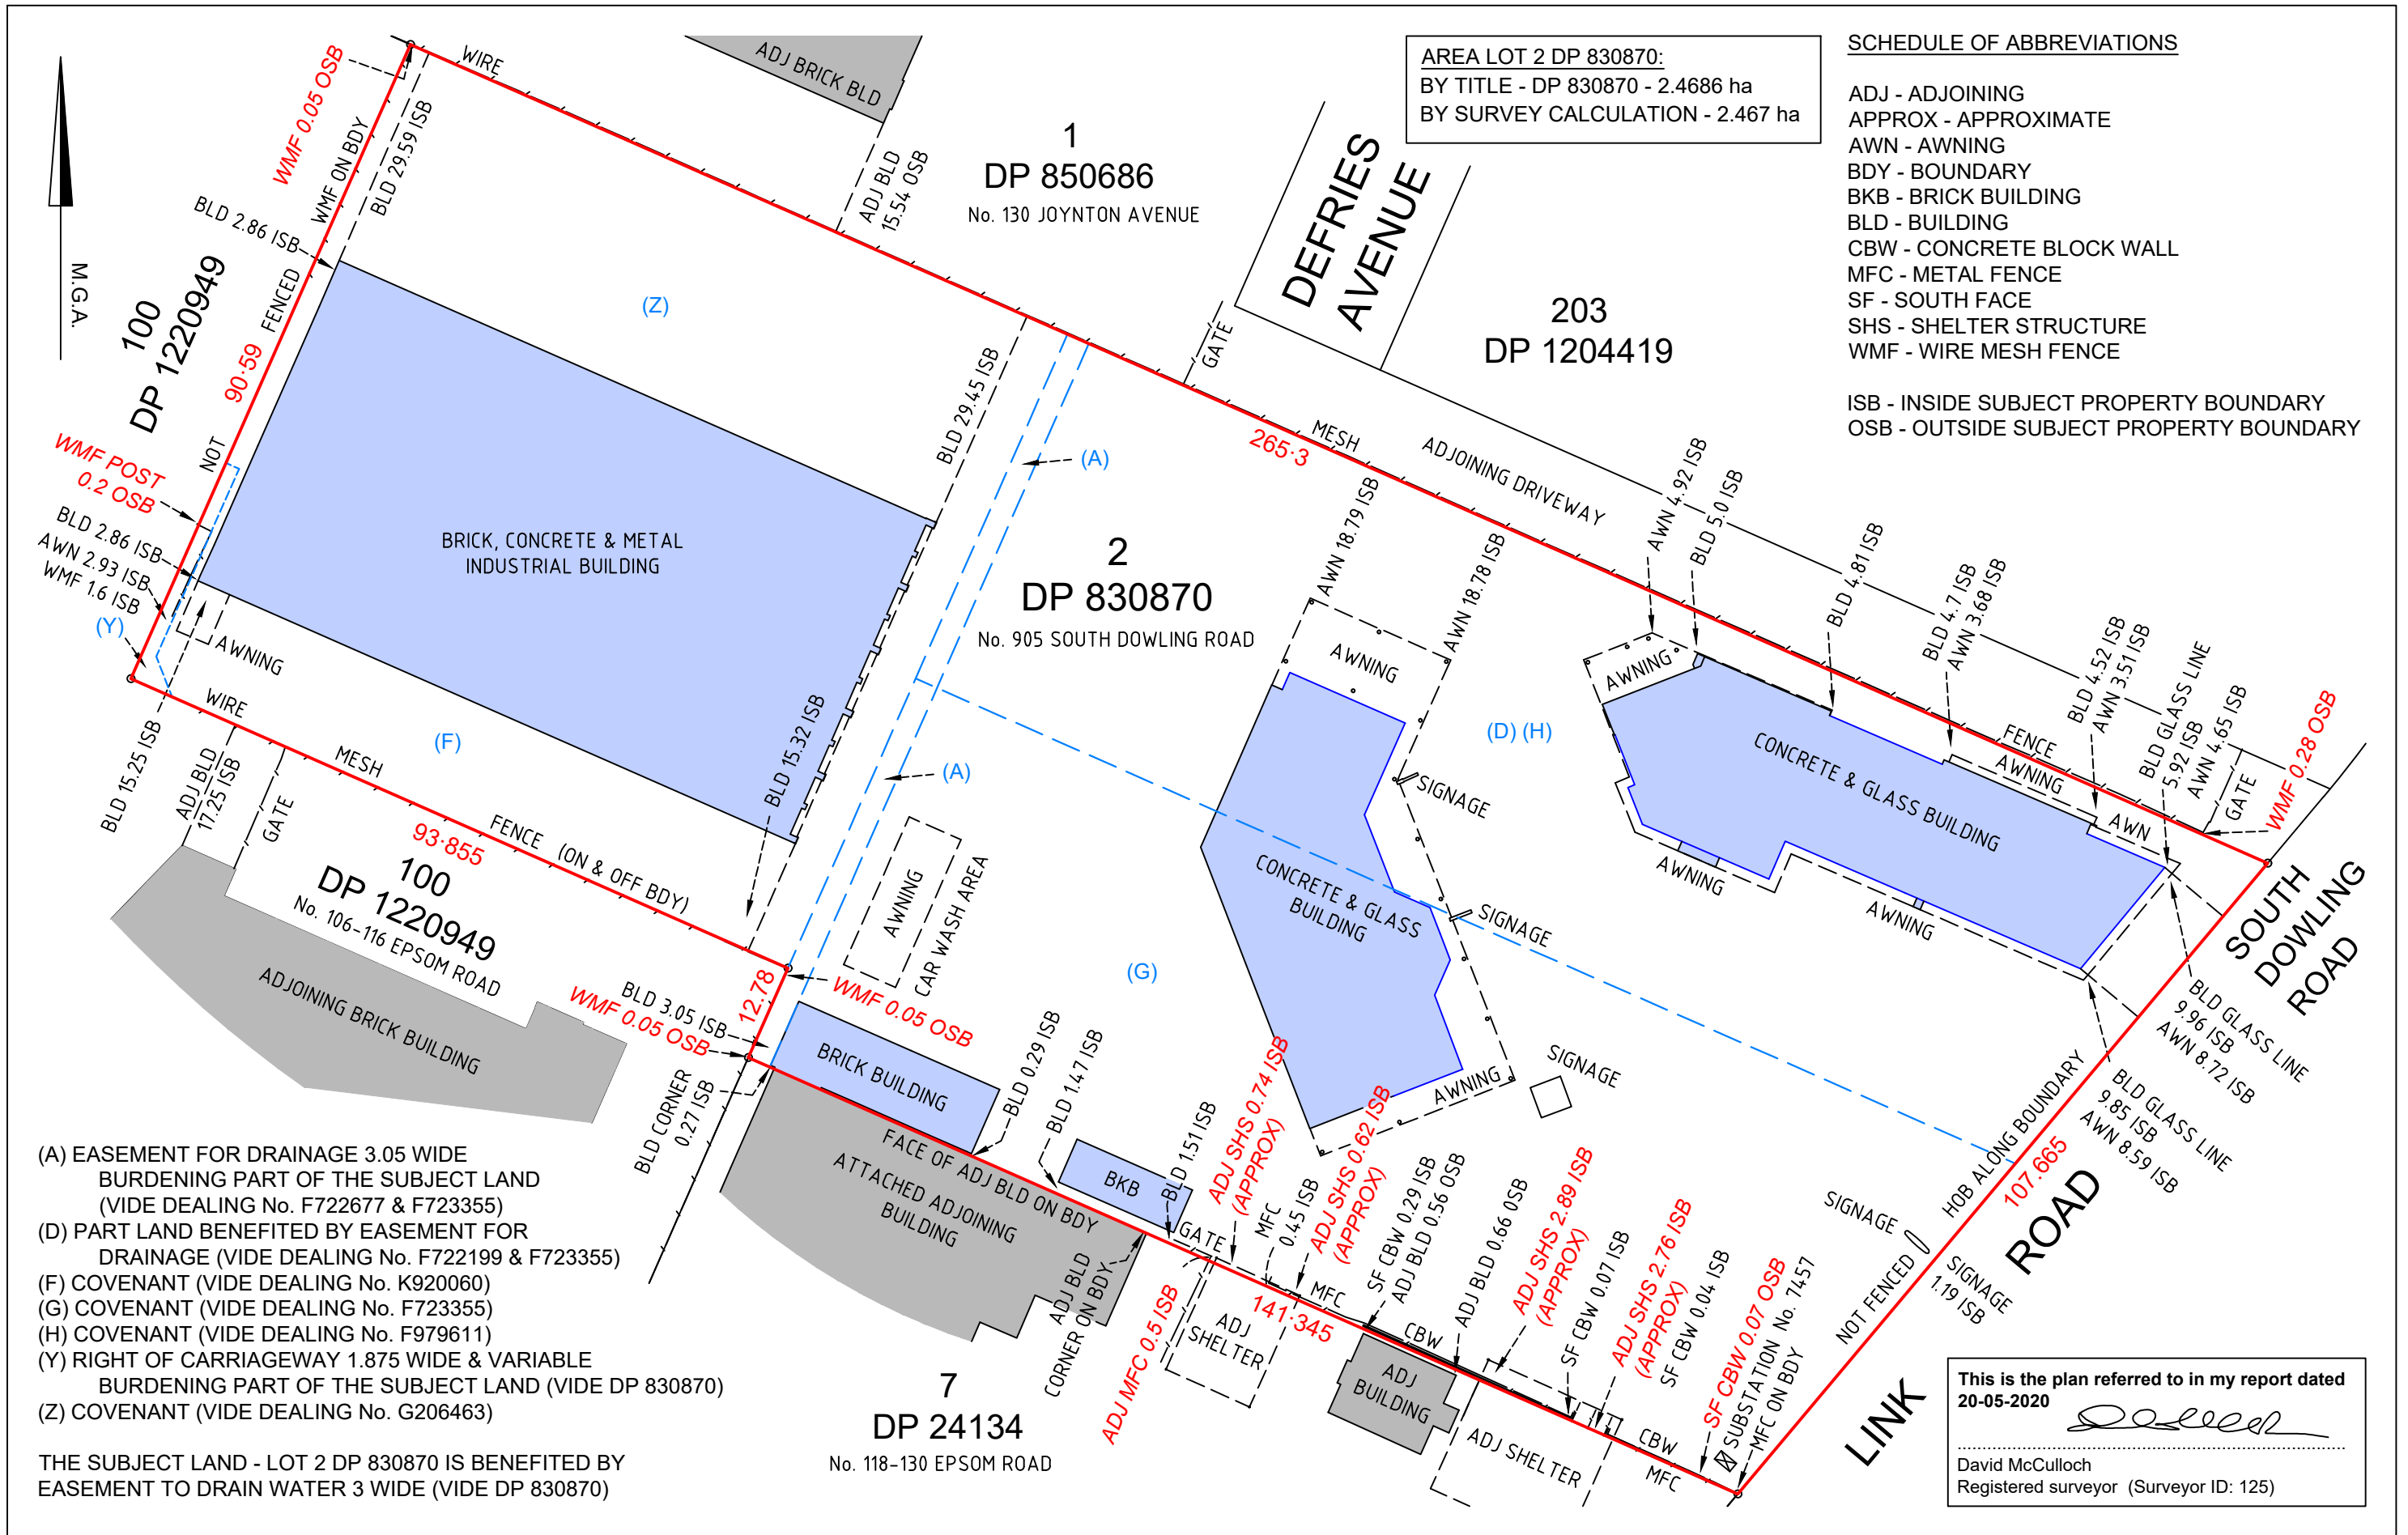 AREA LOT 2 DP 830870:
BY TITLE - DP 830870 - 2.4686 ha
BY SURVEY CALCULATION - 2.467 ha
SCHEDULE OF ABBREVIATIONS
ADJ - ADJOINING
APPROX - APPROXIMATE
AWN - AWNING
BDY - BOUNDARY
BKB - BRICK BUILDING
BLD - BUILDING
CBW - CONCRETE BLOCK WALL
MFC - METAL FENCE
SF - SOUTH FACE
SHS - SHELTER STRUCTURE
WMF - WIRE MESH FENCE
ISB - INSIDE SUBJECT PROPERTY BOUNDARY
OSB - OUTSIDE SUBJECT PROPERTY BOUNDARY
M.G.A.
WMF 0.05 OSB
WIRE
WMF ON BDY
BLD 29.59 ISB
BLD 2.86 ISB
ADJ BRICK BLD
ADJ BLD
15.54 OSB
1
DP 850686
No. 130 JOYNTON AVENUE
DEFRIES
AVENUE
GATE
203
DP 1204419
100
DP 1220949
90·59
NOT
FENCED
(Z)
BLD 29.45 ISB
(A)
265·3
MESH
ADJOINING DRIVEWAY
WMF POST
0.2 OSB
BLD 2.86 ISB
AWN 2.93 ISB
WMF 1.6 ISB
(Y)
AWNING
BRICK, CONCRETE & METAL
INDUSTRIAL BUILDING
2
DP 830870
No. 905 SOUTH DOWLING ROAD
AWN 18.79 ISB
AWN 18.78 ISB
AWNING
AWN 4.92 ISB
BLD 5.0 ISB
BLD 4.81 ISB
BLD 4.7 ISB
AWN 3.68 ISB
BLD 4.52 ISB
AWN 3.51 ISB
BLD GLASS LINE
5.92 ISB
AWN 4.65 ISB
GATE
WMF 0.28 OSB
AWNING
(D) (H)
CONCRETE & GLASS BUILDING
FENCE
AWNING
AWN
AWNING
AWNING
SIGNAGE
SIGNAGE
CONCRETE & GLASS
BUILDING
BLD 15.25 ISB
WIRE
MESH
(F)
ADJ BLD
17.25 ISB
GATE
93·855
FENCE
(ON & OFF BDY)
BLD 15.32 ISB
(A)
AWNING
CAR WASH AREA
100
DP 1220949
No. 106-116 EPSOM ROAD
ADJOINING BRICK BUILDING
BLD 3.05 ISB
WMF 0.05 OSB
12.78
WMF 0.05 OSB
(G)
BRICK BUILDING
BLD CORNER
0.27 ISB
BLD 0.29 ISB
BLD 1.47 ISB
FACE OF ADJ BLD ON BDY
ATTACHED ADJOINING
BUILDING
BKB
BLD 1.51 ISB
GATE
ADJ BLD
CORNER ON BDY
ADJ SHS 0.74 ISB
(APPROX)
MFC
0.45 ISB
ADJ SHS 0.62 ISB
(APPROX)
ADJ MFC 0.5 ISB
ADJ
SHELTER
MFC
141·345
AWNING
SIGNAGE
SF CBW 0.29 ISB
ADJ BLD 0.56 OSB
CBW
ADJ BLD 0.66 OSB
ADJ
BUILDING
ADJ SHS 2.89 ISB
(APPROX)
SF CBW 0.07 ISB
ADJ SHS 2.76 ISB
(APPROX)
SF CBW 0.04 ISB
ADJ SHELTER
CBW
MFC
SF CBW 0.07 OSB
SUBSTATION No. 7457
MFC ON BDY
7
DP 24134
No. 118-130 EPSOM ROAD
SOUTH
DOWLING
ROAD
BLD GLASS LINE
9.96 ISB
AWN 8.72 ISB
BLD GLASS LINE
9.85 ISB
AWN 8.59 ISB
HOB ALONG BOUNDARY
107.665
SIGNAGE
NOT FENCED
SIGNAGE
1.19 ISB
LINK
ROAD
(A) EASEMENT FOR DRAINAGE 3.05 WIDE
BURDENING PART OF THE SUBJECT LAND
(VIDE DEALING No. F722677 & F723355)
(D) PART LAND BENEFITED BY EASEMENT FOR
DRAINAGE (VIDE DEALING No. F722199 & F723355)
(F) COVENANT (VIDE DEALING No. K920060)
(G) COVENANT (VIDE DEALING No. F723355)
(H) COVENANT (VIDE DEALING No. F979611)
(Y) RIGHT OF CARRIAGEWAY 1.875 WIDE & VARIABLE
BURDENING PART OF THE SUBJECT LAND (VIDE DP 830870)
(Z) COVENANT (VIDE DEALING No. G206463)
THE SUBJECT LAND - LOT 2 DP 830870 IS BENEFITED BY
EASEMENT TO DRAIN WATER 3 WIDE (VIDE DP 830870)
This is the plan referred to in my report dated
20-05-2020
David McCulloch
Registered surveyor (Surveyor ID: 125)